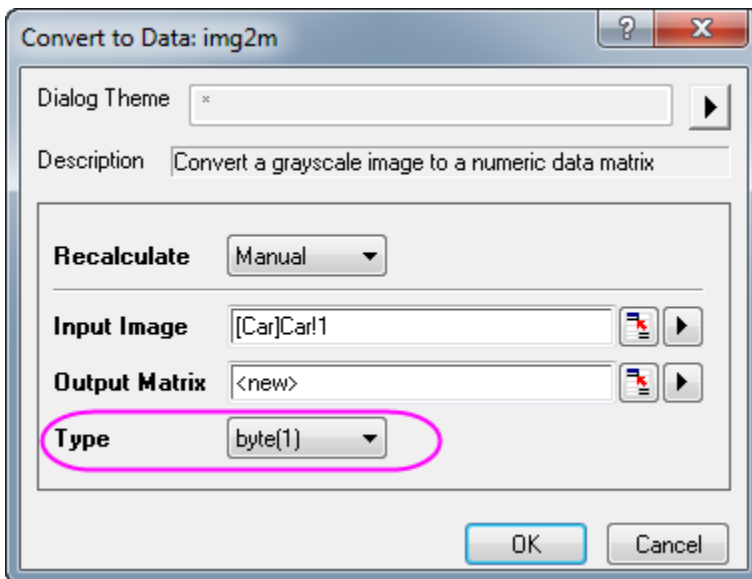 Convert to Data: img2m
Dialog Theme *
Description Convert a grayscale image to a numeric data matrix
Recalculate Manual
Input Image [Car]Car!1
Output Matrix <new>
Type byte(1)
OK Cancel